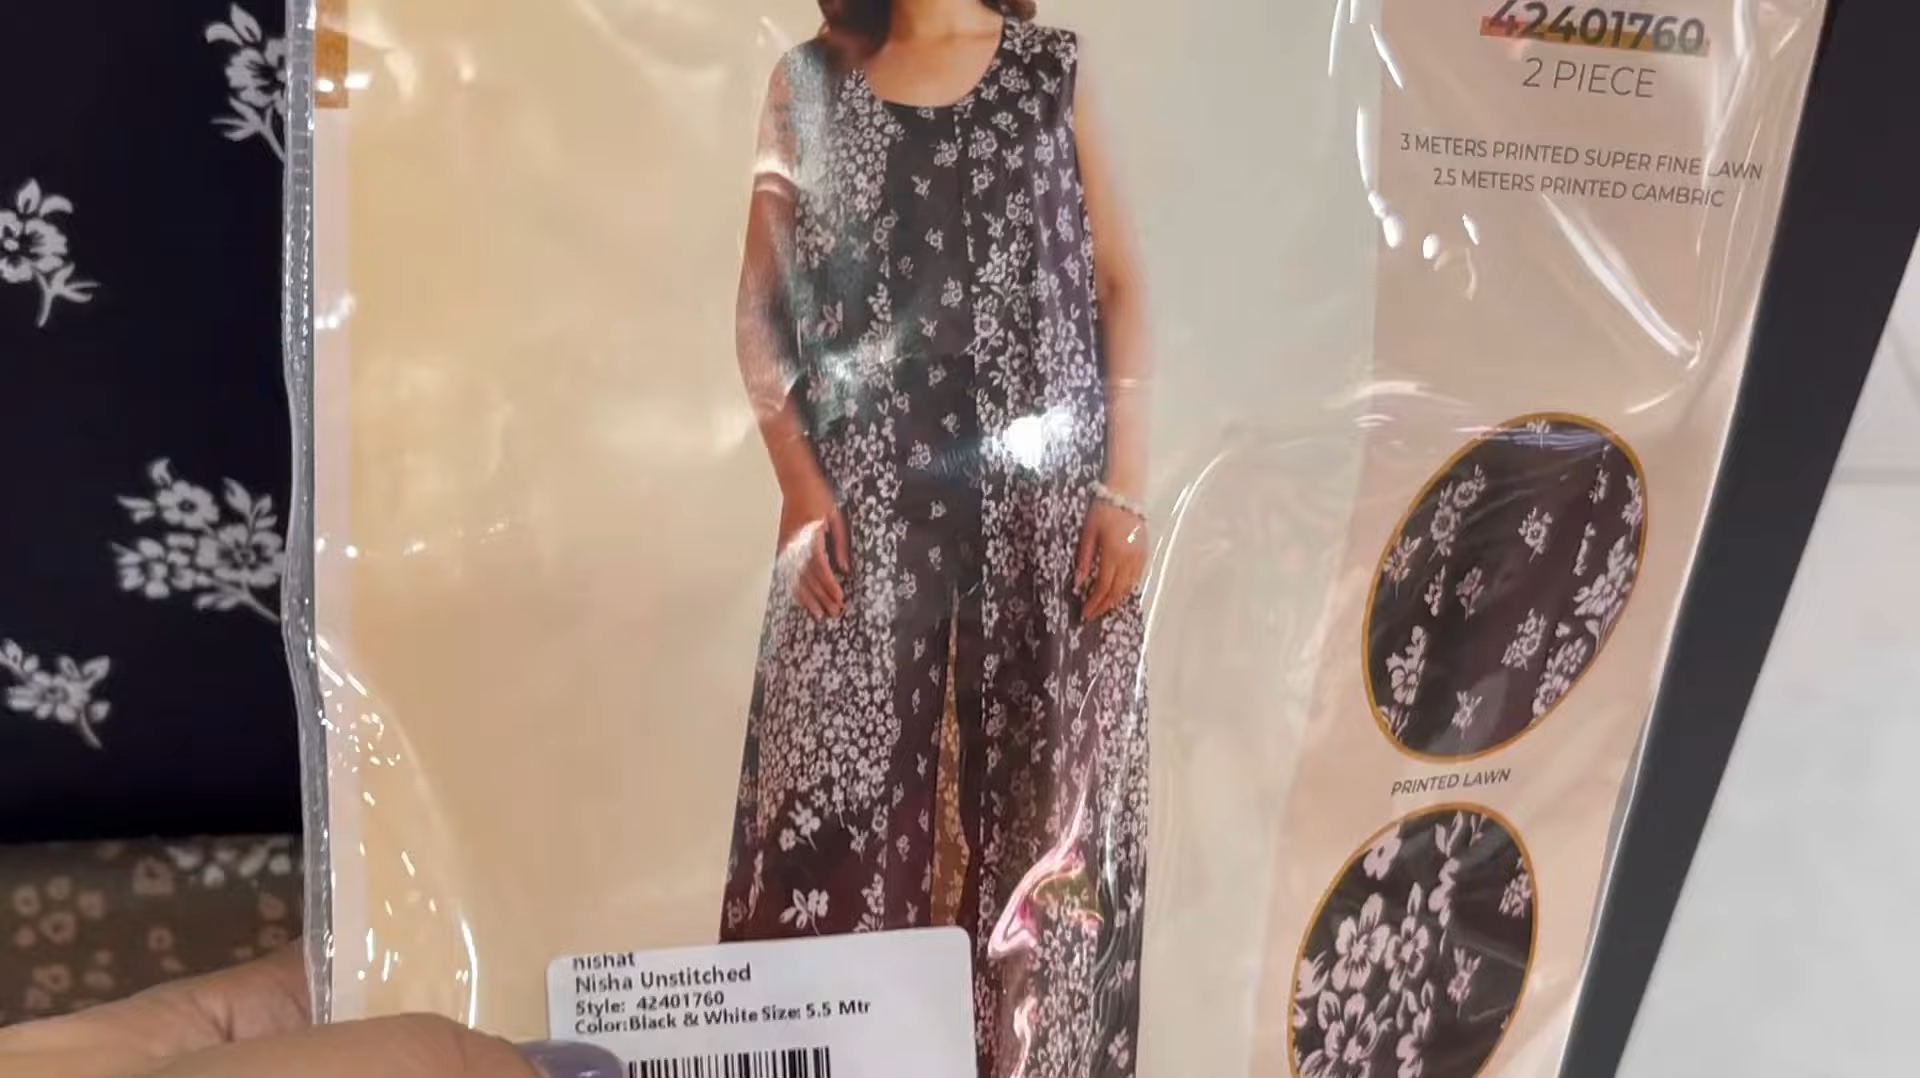 42401760
2 PIECE
3 METERS PRINTED SUPER FINE LAWN
2.5 METERS PRINTED CAMBRIC
PRINTED LAWN
nishat
Nisha Unstitched
Style: 42401760
Color:Black & White Size: 5.5 Mtr